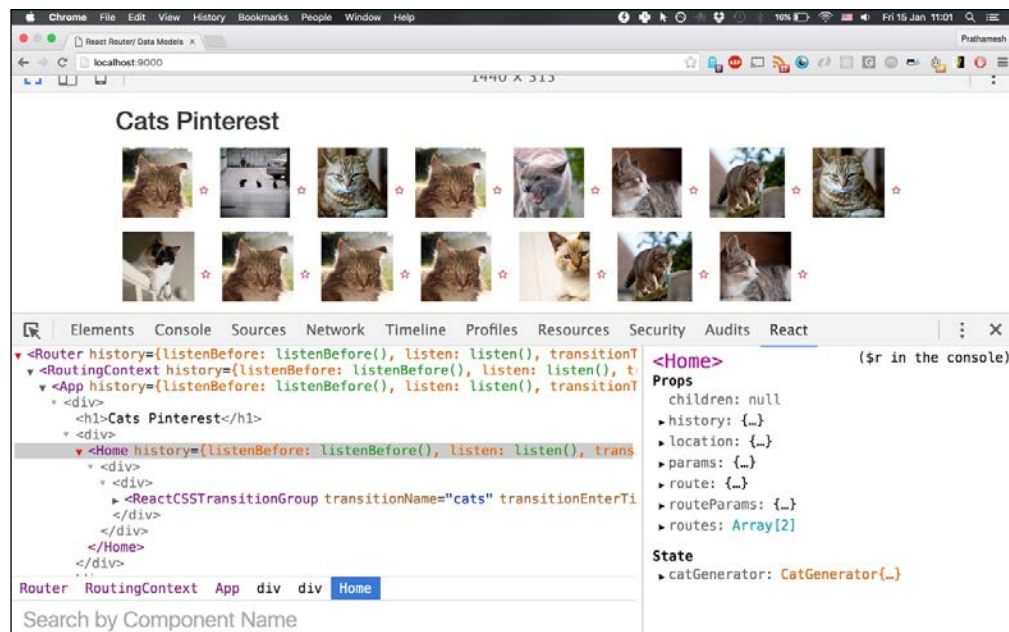 Chrome File Edit View History Bookmarks People Window Help
10% Fri 15 Jan 11:01
React Router/ Data Models ×
Prathamesh
localhost:9000
1440 X 315
Cats Pinterest
Elements Console Sources Network Timeline Profiles Resources Security Audits React
<Router history={listenBefore: listenBefore(), listen: listen(), transitionT
<RoutingContext history={listenBefore: listenBefore(), listen: listen(), t
<App history={listenBefore: listenBefore(), listen: listen(), transitionT
<div>
<h1>Cats Pinterest</h1>
<div>
<Home history={listenBefore: listenBefore(), listen: listen(), trans
<div>
<div>
<ReactCSSTransitionGroup transitionName="cats" transitionEnterTi
</div>
</div>
</Home>
</div>
Router RoutingContext App div div Home
Search by Component Name
<Home> ($r in the console)
Props
children: null
history: {…}
location: {…}
params: {…}
route: {…}
routeParams: {…}
routes: Array[2]
State
catGenerator: CatGenerator{…}